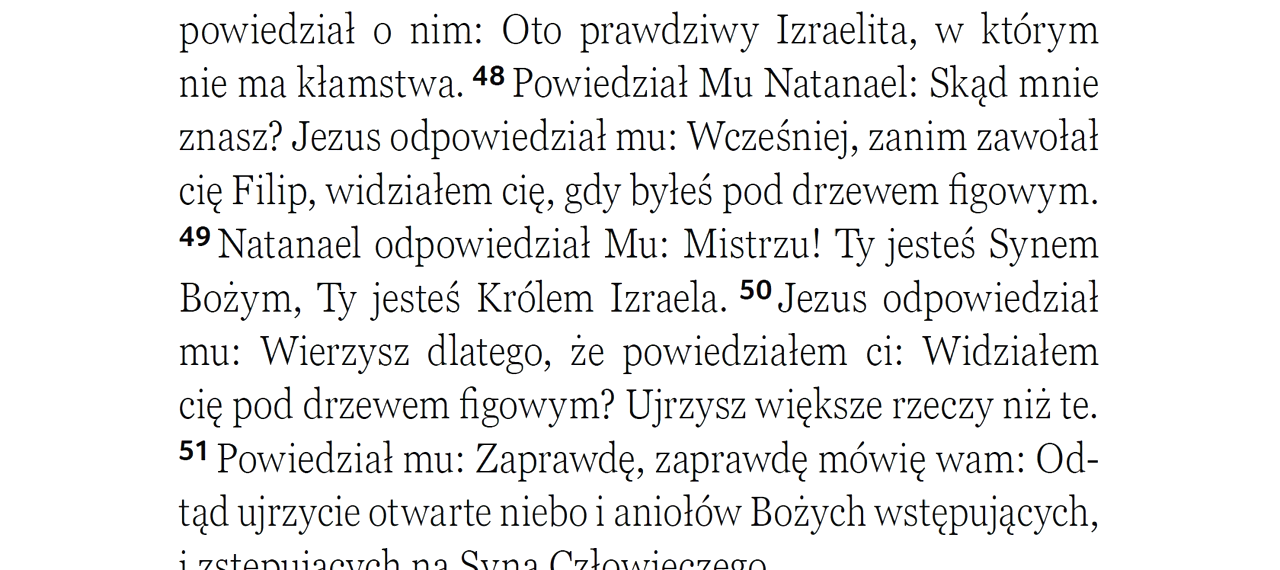 powiedział o nim: Oto prawdziwy Izraelita, w którym
nie ma kłamstwa. 48 Powiedział Mu Natanael: Skąd mnie
znasz? Jezus odpowiedział mu: Wcześniej, zanim zawołał
cię Filip, widziałem cię, gdy byłeś pod drzewem figowym.
49 Natanael odpowiedział Mu: Mistrzu! Ty jesteś Synem
Bożym, Ty jesteś Królem Izraela. 50 Jezus odpowiedział
mu: Wierzysz dlatego, że powiedziałem ci: Widziałem
cię pod drzewem figowym? Ujrzysz większe rzeczy niż te.
51 Powiedział mu: Zaprawdę, zaprawdę mówię wam: Od-
tąd ujrzycie otwarte niebo i aniołów Bożych wstępujących,
i zstępujących na Syna Człowieczego.